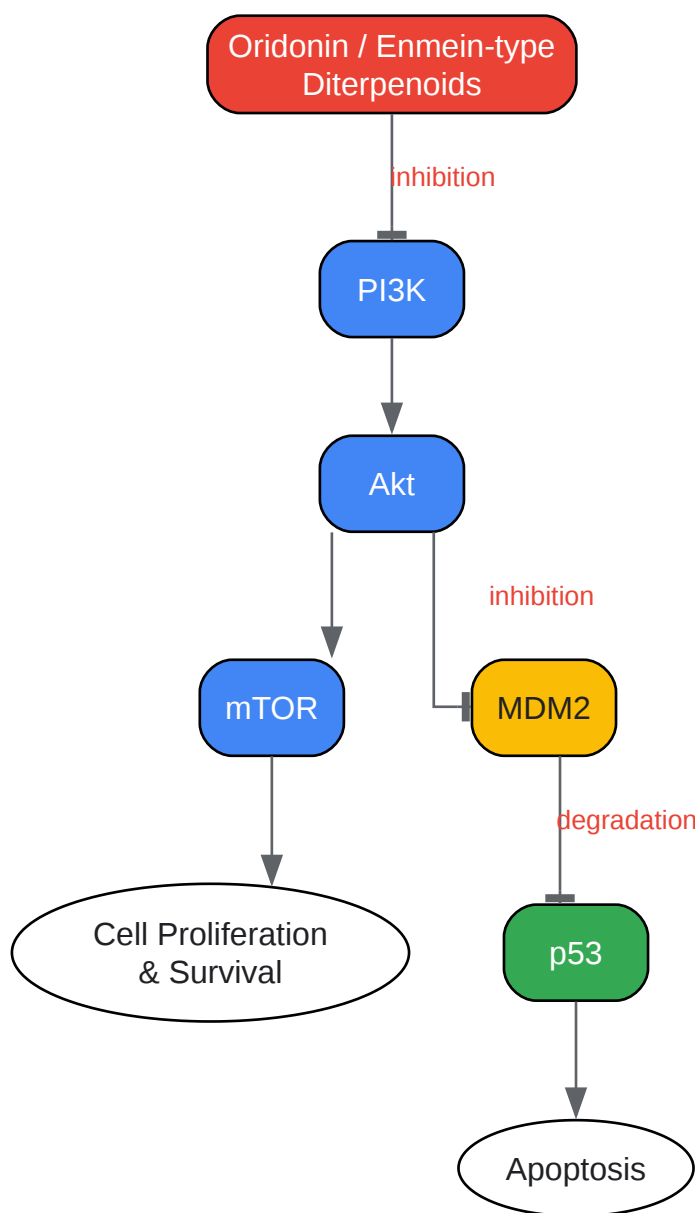 Oridonin / Enmein-type
Diterpenoids
inhibition
PI3K
Akt
inhibition
mTOR
MDM2
degradation
Cell Proliferation
& Survival
p53
Apoptosis